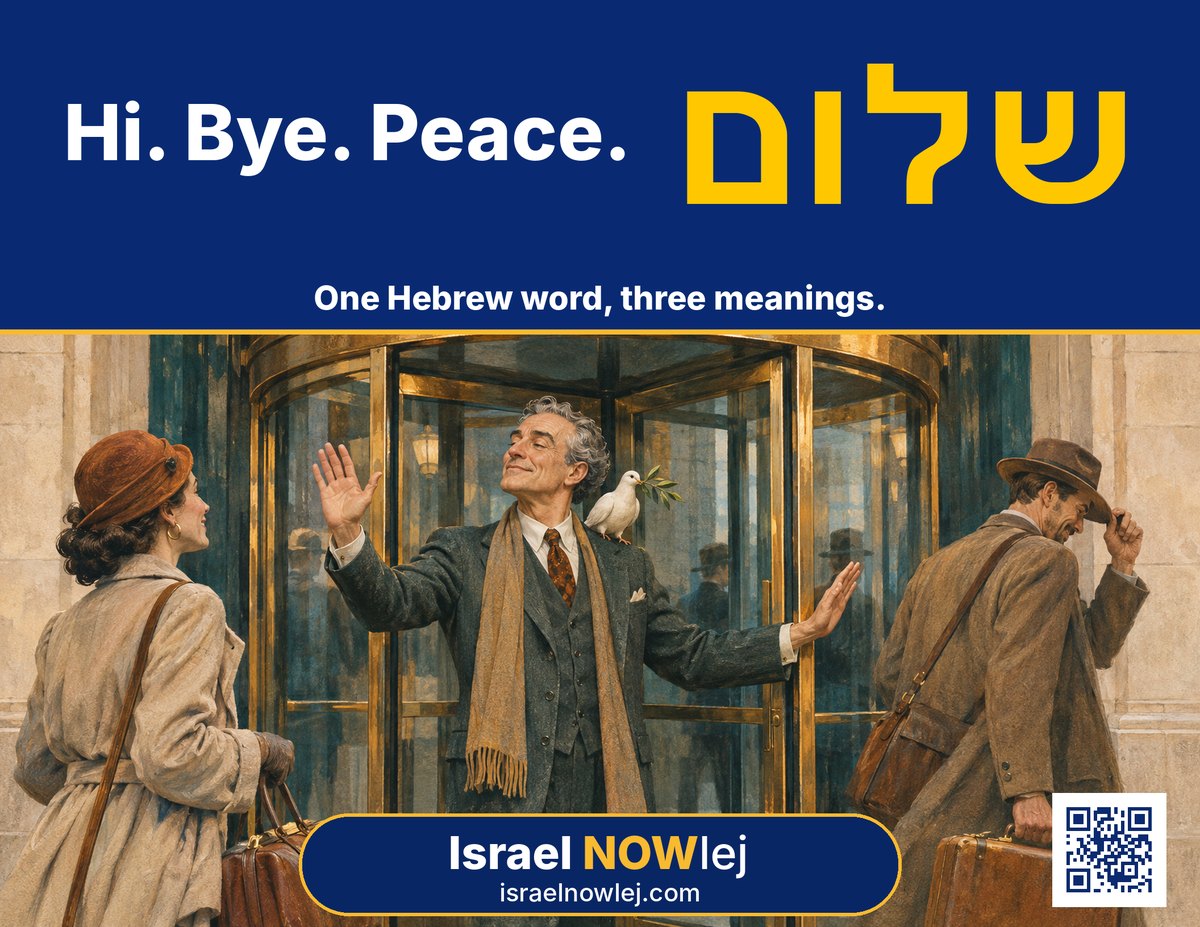 Hi. Bye. Peace. שלום
One Hebrew word, three meanings.
Israel NOWlej
israelnowlej.com